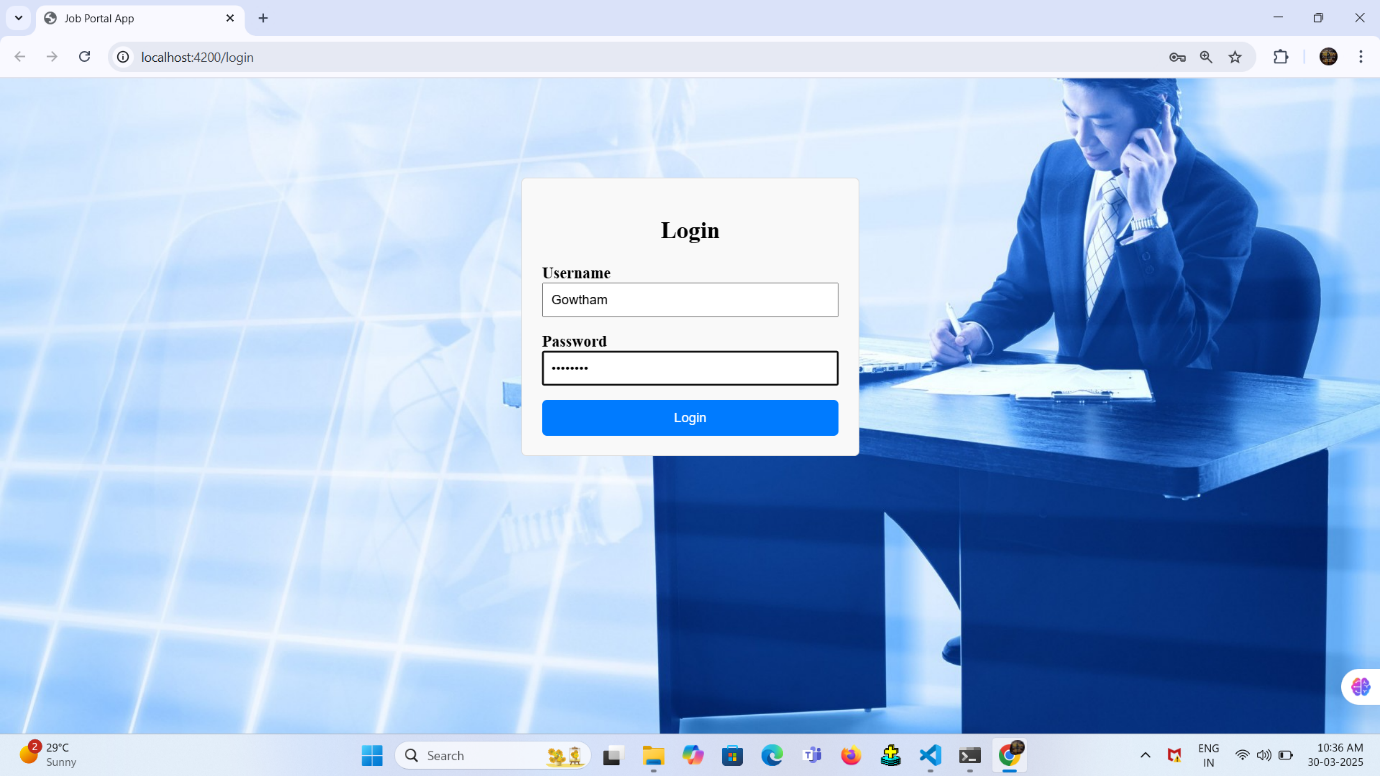 Job Portal App
localhost:4200/login
Login
Username
Gowtham
Password
••••••••
Login
2
29°C
Sunny
Search
ENG
IN
10:36 AM
30-03-2025